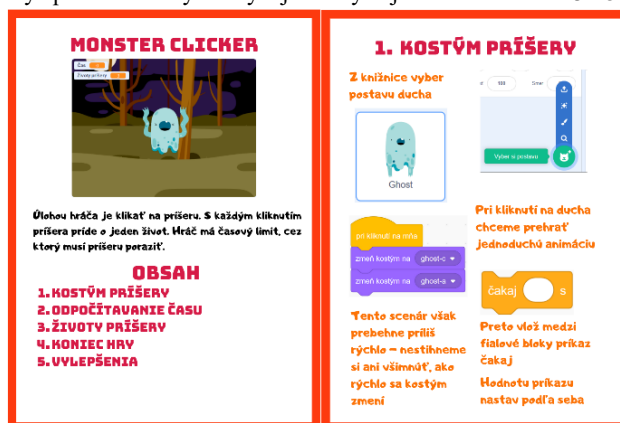 MONSTER CLICKER
Čas
Životy príšery
Úlohou hráča je klikať na príšeru. S každým kliknutím
príšera príde o jeden život. Hráč má časový limit, cez
ktorý musí príšeru poraziť.
OBSAH
1. KOSTÝM PRÍŠERY
2. ODPOČÍTAVANIE ČASU
3. ŽIVOTY PRÍŠERY
4. KONIEC HRY
5. VYLEPŠENIA
1. KOSTÝM PRÍŠERY
Z knižnice vyber
postavu ducha
Ghost
Smer
Vyber si postavu
pri kliknutí na mňa
zmeň kostým na ghost-c
zmeň kostým na ghost-a
Tento scenár však
prebehne príliš
rýchlo – nestihneme
si ani všimnúť, ako
rýchlo sa kostým
zmení
Pri kliknutí na ducha
chceme prehrať
jednoduchú animáciu
čakaj s
Preto vlož medzi
fialové bloky príkaz
čakaj
Hodnotu príkazu
nastav podľa seba